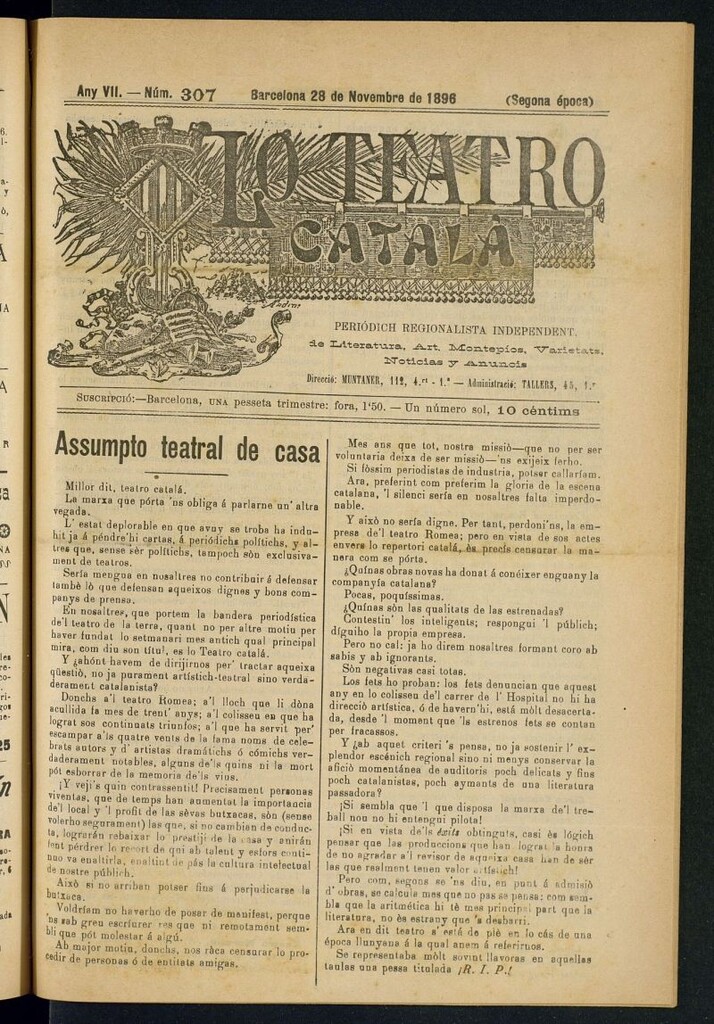 Any VII. — Núm. 307
Barcelona 28 de Novembre de 1896
(Segona época)
LO TEATRO
CATALÀ
PERIÓDICH REGIONALISTA INDEPENDENT.
de Literatura, Art, Montepíos, Varietats,
Noticias y Anuncis
Direcció: MUNTANER, 112, 4.rt - 1.ª — Administració: TALLERS, 45, 1.r
SUSCRIPCIÓ:—Barcelona, UNA pesseta trimestre: fora, 1'50. — Un número sol, 10 céntims
Assumpto teatral de casa
Millor dit, teatro catalá.
La marxa que pórta 'ns obliga á parlarne un' altra
vegada.
L' estat deplorable en que avuy se troba ha indu-
hit ja á péndre'hi cartas, á periódichs polítichs, y al-
tres que, sense sér polítichs, tampoch són exclusiva-
ment de teatros.
Sería mengua en nosaltres no contribuir á defensar
també lò que defensan aqueixos dignes y bons com-
panys de prensa.
En nosaltres, que portem la bandera periodística
de'l teatro de la terra, quant no per altre motiu per
haver fundat lo setmanari mes antich qual principal
mira, com diu son títul, es lo Teatro catalá.
Y ¿ahónt havem de dirijirnos per' tractar aqueixa
qüestió, no ja purament artístich-teatral sino verda-
derament catalanista?
Donchs a'l teatro Romea; a'l lloch que li dòna
acullida fa mes de trent' anys; a'l colisseu en que ha
lograt sos continuats triunfos; a'l que ha servit per'
escampar a'ls quatre vents de la fama noms de cele-
brats autors y d' artistas dramátichs ó cómichs ver-
daderament notables, alguns de'ls quins ni la mort
pót esborrar de la memoria de'ls vius.
¡Y veji's quin contrassentit! Precisament personas
viventas, que de temps han aumentat la importancia
de'l local y 'l profit de las sèvas butxacas, són (sense
volerho segurament) las que, si no cambian de conduc-
ta, lograrán rebaixar lo prestiji de la casa y anirán
fent pérdrer lo recort de qui ab talent y esfors conti-
nuo va enaltirla, enaltint de pás la cultura intelectual
de nostre públich.
Aixó si no arriban potser fins á perjudicarse la
butxaca.
Voldriam no haverho de posar de manifest, perque
'ns sab greu escriurer res que ni remotament sem-
bli que pót molestar á algú.
Ab major motiu, donchs, nos ráca censurar lo pro-
cedir de personas ó de entitats amigas.
Mes ans que tot, nostra missiò—que no per ser
voluntaria deixa de ser missiò—'ns exijeix ferho.
Si fòssim periodistas de industria, potser callaríam.
Ara, preferint com preferim la gloria de la escena
catalana, 'l silenci sería en nosaltres falta imperdo-
nable.
Y això no sería digne. Per tant, perdoni'ns, la em-
presa de'l teatro Romea; pero en vista de sos actes
envers lo repertori catalá, es precís censurar la ma-
nera com se pórta.
¿Quínas obras novas ha donat á conéixer enguany la
companyía catalana?
Pocas, poquíssimas.
¿Quínas són las qualitats de las estrenadas?
Contestin' los inteligents; respongui 'l públich;
díguiho la propia empresa.
Pero no cal: ja ho direm nosaltres formant coro ab
sabis y ab ignorants.
Són negativas casi totas.
Los fets ho proban: los fets denuncian que aquest
any en lo colisseu de'l carrer de l' Hospital no hi ha
direcció artística, ó de havern'hi, está mòlt desacerta-
da, desde 'l moment que 'ls estrenos fets se contan
per fracassos.
Y ¿ab aquet criteri 's pensa, no ja sostenir l' ex-
plendor escénich regional sino ni menys conservar la
afició momentánea de auditoris poch delicats y fins
poch catalanistas, poch aymants de una literatura
passadora?
¡Si sembla que 'l que disposa la marxa de'l tre-
ball nou no hi entengui pilota!
¡Si en vista de'ls éxits obtinguts, casi és lógich
pensar que las produccions que han lograt la honra
de no agradar a'l revisor de aqueixa casa han de sér
las que realment tenen valor artístich!
Pero com, segons se 'ns diu, en punt á admisió
d' obras, se calcula mes que no pas se pensa; com sem-
bla que la aritmética hi té mes principal part que la
literatura, no és estrany que 's desbarri.
Ara en dit teatro s' está de plè en lo cás de una
época llunyana á la qual anem á referirnos.
Se representaba mòlt sovint llavoras en aquellas
taulas una pessa titulada ¡R. I. P.!